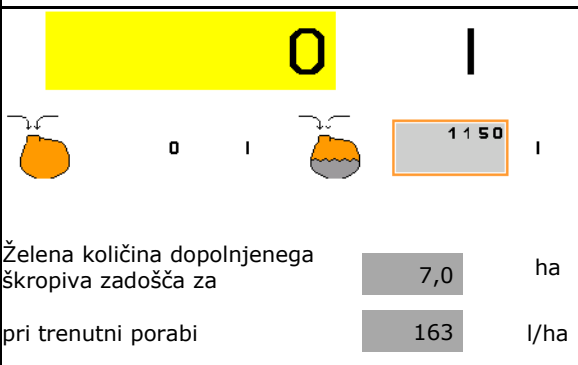 0 l
0 l 1150 l
Želena količina dopolnjenega
škropiva zadošča za 7,0 ha
pri trenutni porabi 163 l/ha